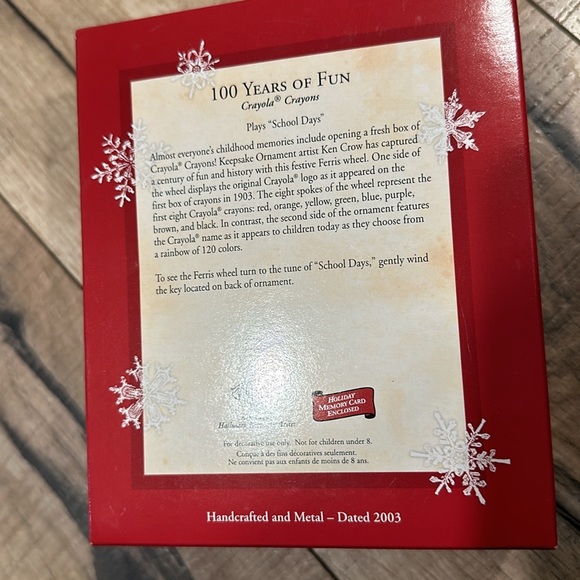 100 YEARS OF FUN
Crayola® Crayons
Plays "School Days"
Almost everyone's childhood memories include opening a fresh box of
Crayola® Crayons! Keepsake Ornament artist Ken Crow has captured
a century of fun and history with this festive Ferris wheel. One side of
the wheel displays the original Crayola® logo as it appeared on the
first box of crayons in 1903. The eight spokes of the wheel represent the
first eight Crayola® crayons: red, orange, yellow, green, blue, purple,
brown, and black. In contrast, the second side of the ornament features
the Crayola® name as it appears to children today as they choose from
a rainbow of 120 colors.
To see the Ferris wheel turn to the tune of "School Days," gently wind
the key located on back of ornament.
HOLIDAY
MEMORY CARD
ENCLOSED
For decorative use only. Not for children under 8.
Conçue à des fins décoratives seulement.
Ne convient pas aux enfants de moins de 8 ans.
Handcrafted and Metal – Dated 2003